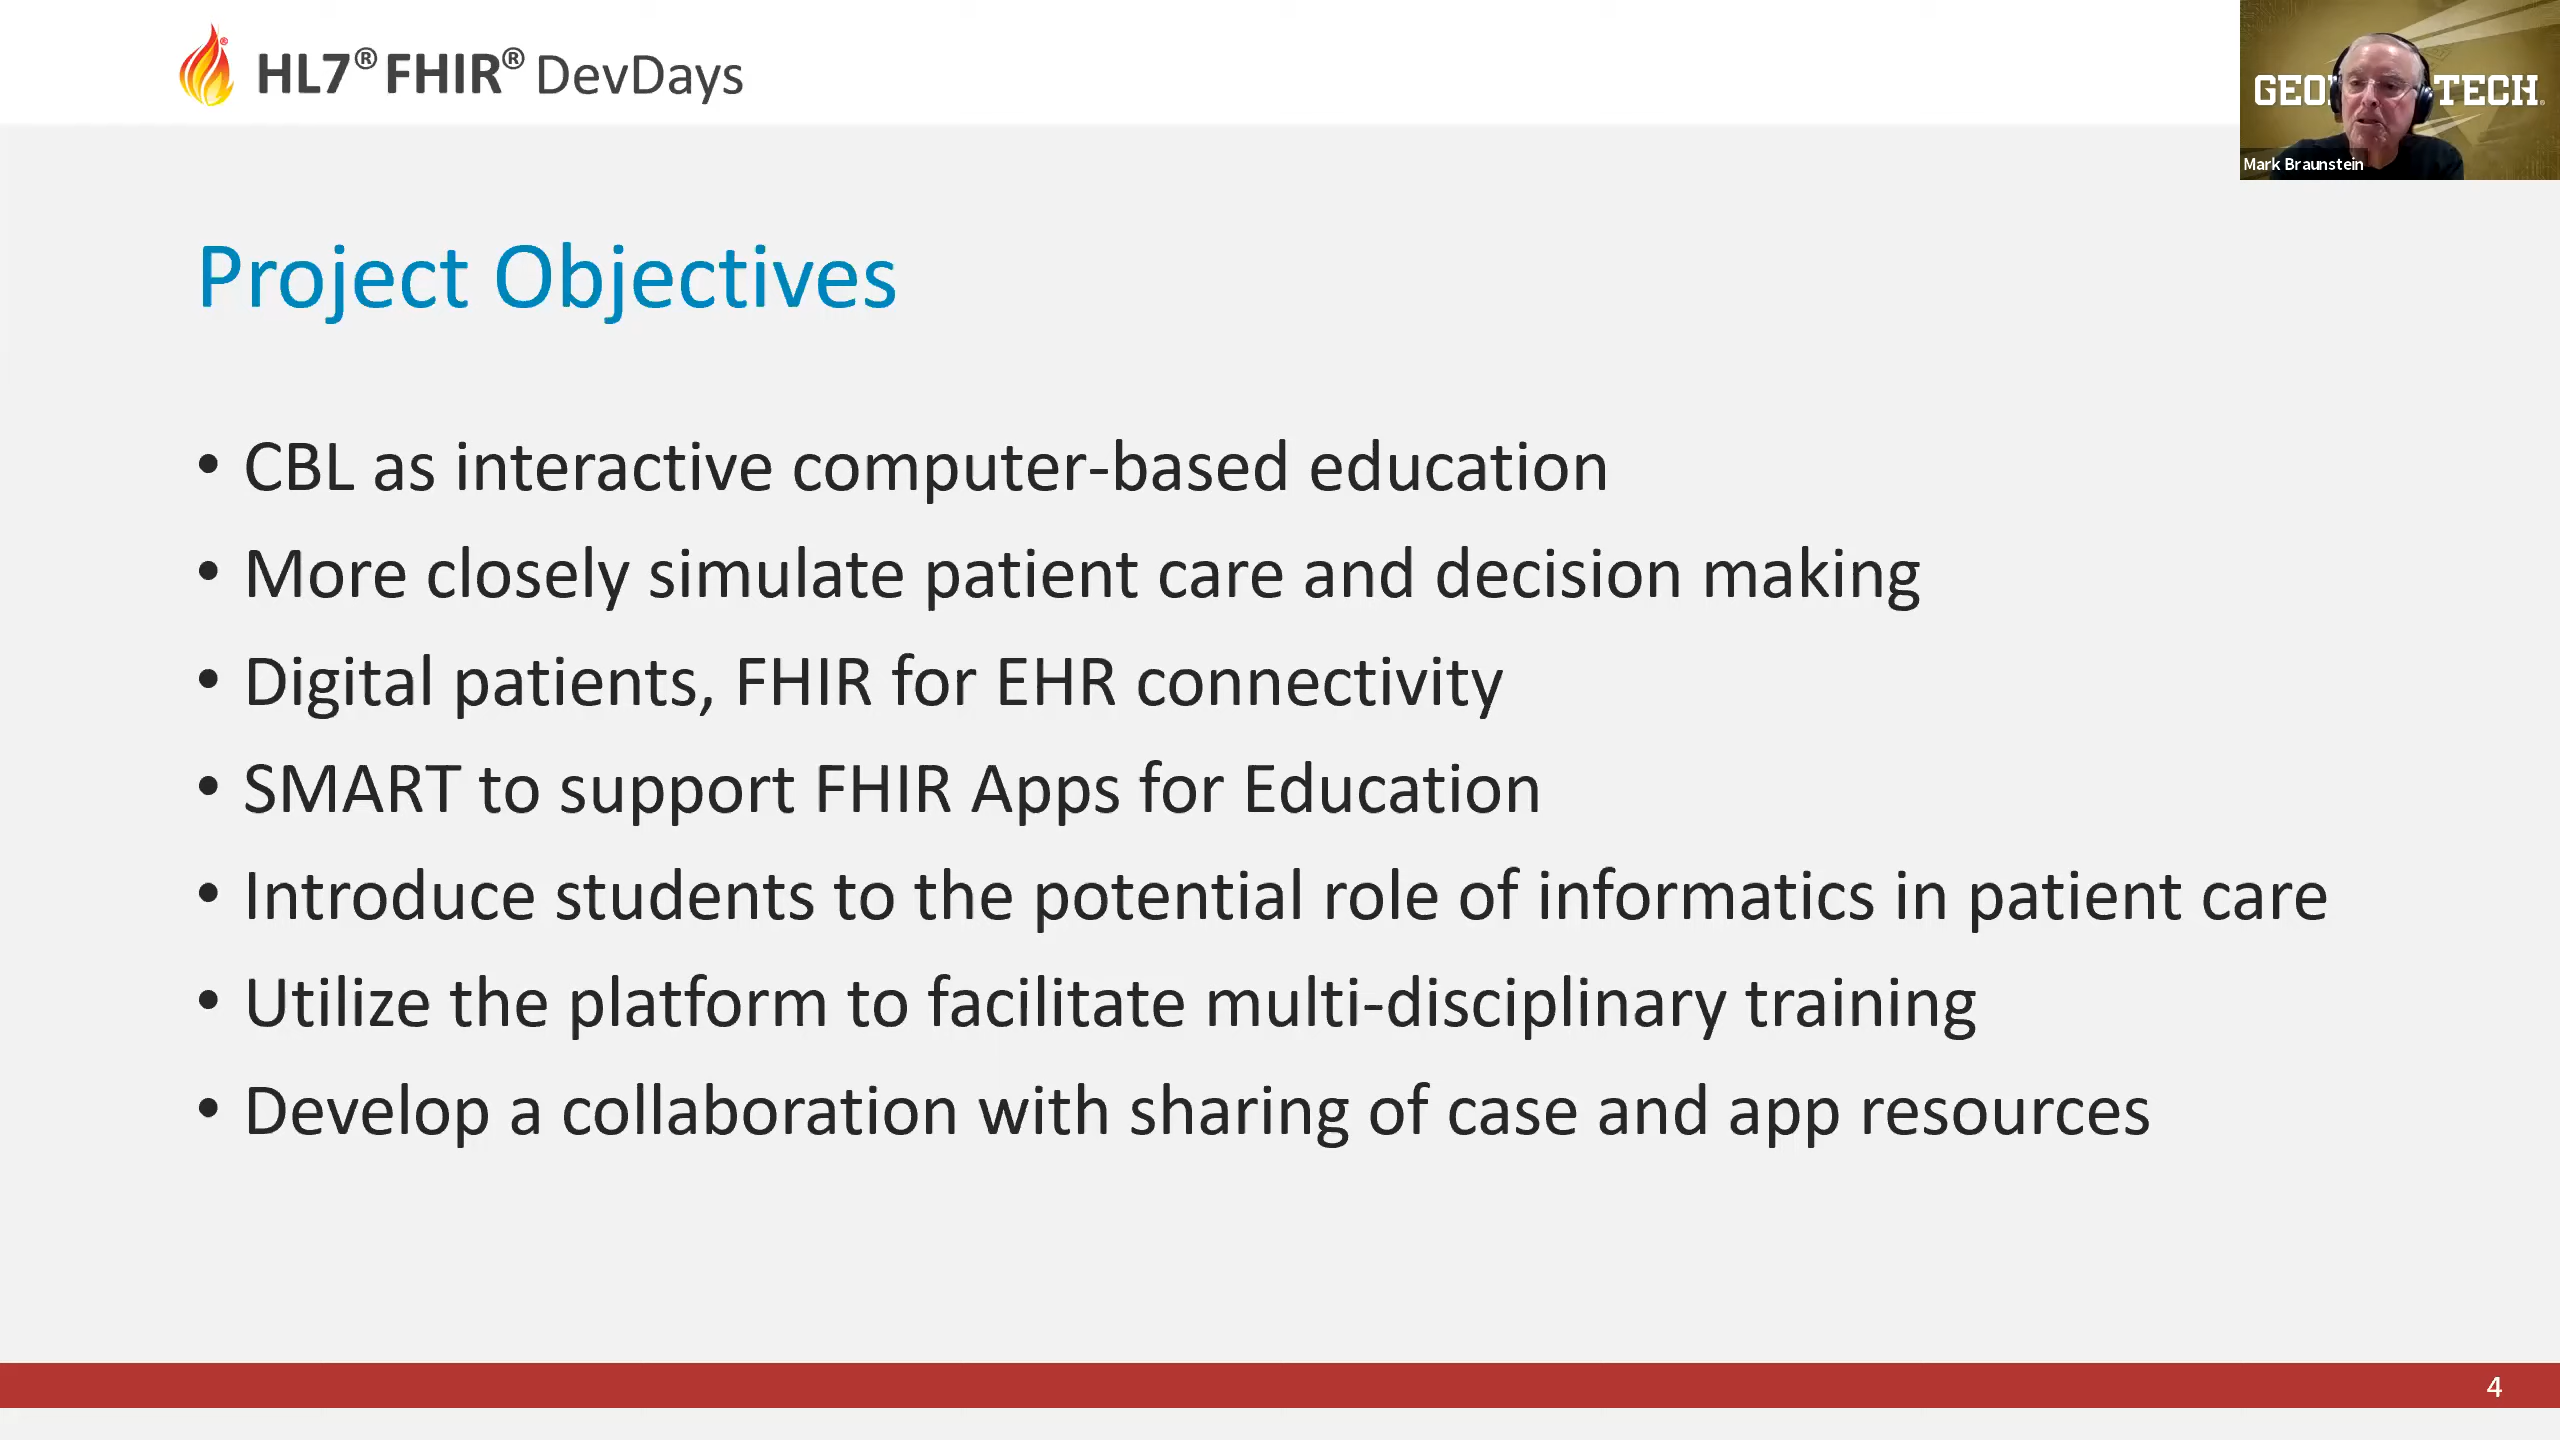 HL7® FHIR® DevDays
GEO TECH
Mark Braunstein
Project Objectives
• CBL as interactive computer-based education
• More closely simulate patient care and decision making
• Digital patients, FHIR for EHR connectivity
• SMART to support FHIR Apps for Education
• Introduce students to the potential role of informatics in patient care
• Utilize the platform to facilitate multi-disciplinary training
• Develop a collaboration with sharing of case and app resources
4